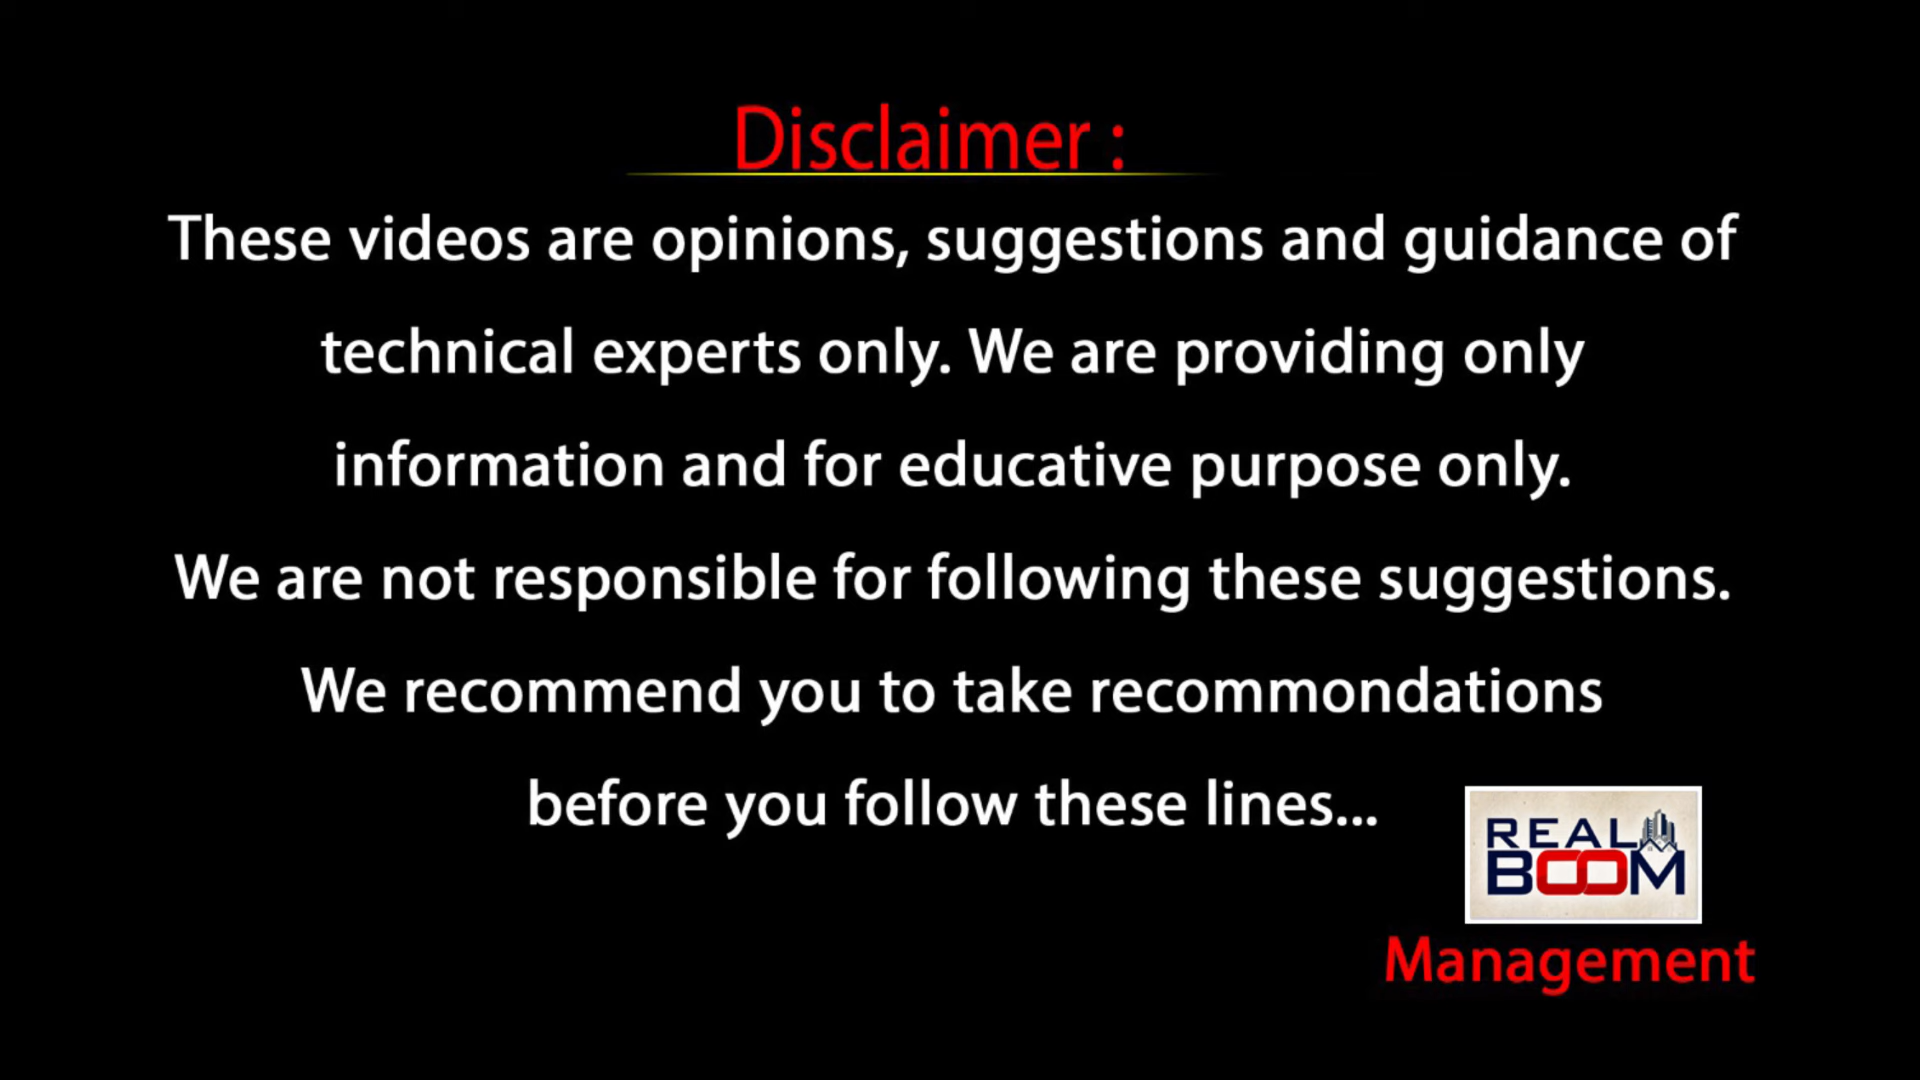 Disclaimer :
These videos are opinions, suggestions and guidance of
technical experts only. We are providing only
information and for educative purpose only.
We are not responsible for following these suggestions.
We recommend you to take recommondations
before you follow these lines...
REAL
BOOM
Management